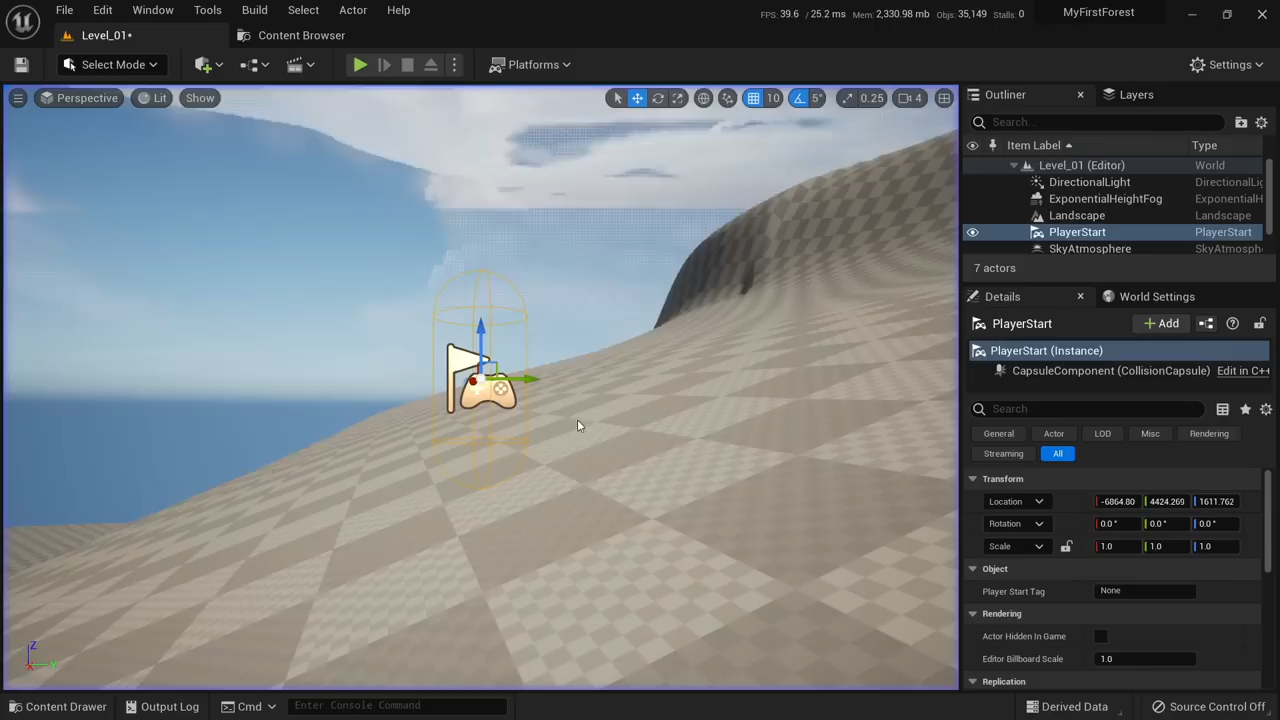 File Edit Window Tools Build Select Actor Help
FPS: 39.6 / 25.2 ms Mem: 2,330.98 mb Objs: 35,149 Stalls: 0
MyFirstForest
Level_01*
Content Browser
Select Mode
Platforms
Settings
Perspective Lit Show
10 5° 0.25 4
Outliner Layers
Search...
Item Label Type
Level_01 (Editor) World
DirectionalLight DirectionalLig
ExponentialHeightFog ExponentialH
Landscape Landscape
PlayerStart PlayerStart
SkyAtmosphere SkyAtmosph
7 actors
Details World Settings
PlayerStart
Add
PlayerStart (Instance)
CapsuleComponent (CollisionCapsule) Edit in C++
Search
General Actor LOD Misc Rendering
Streaming All
Transform
Location -6864.80 4424.269 1611.762
Rotation 0.0 ° 0.0 ° 0.0 °
Scale 1.0 1.0 1.0
Object
Player Start Tag None
Rendering
Actor Hidden In Game
Editor Billboard Scale 1.0
Replication
Z
X Y
Content Drawer Output Log Cmd Enter Console Command
Derived Data Source Control Off